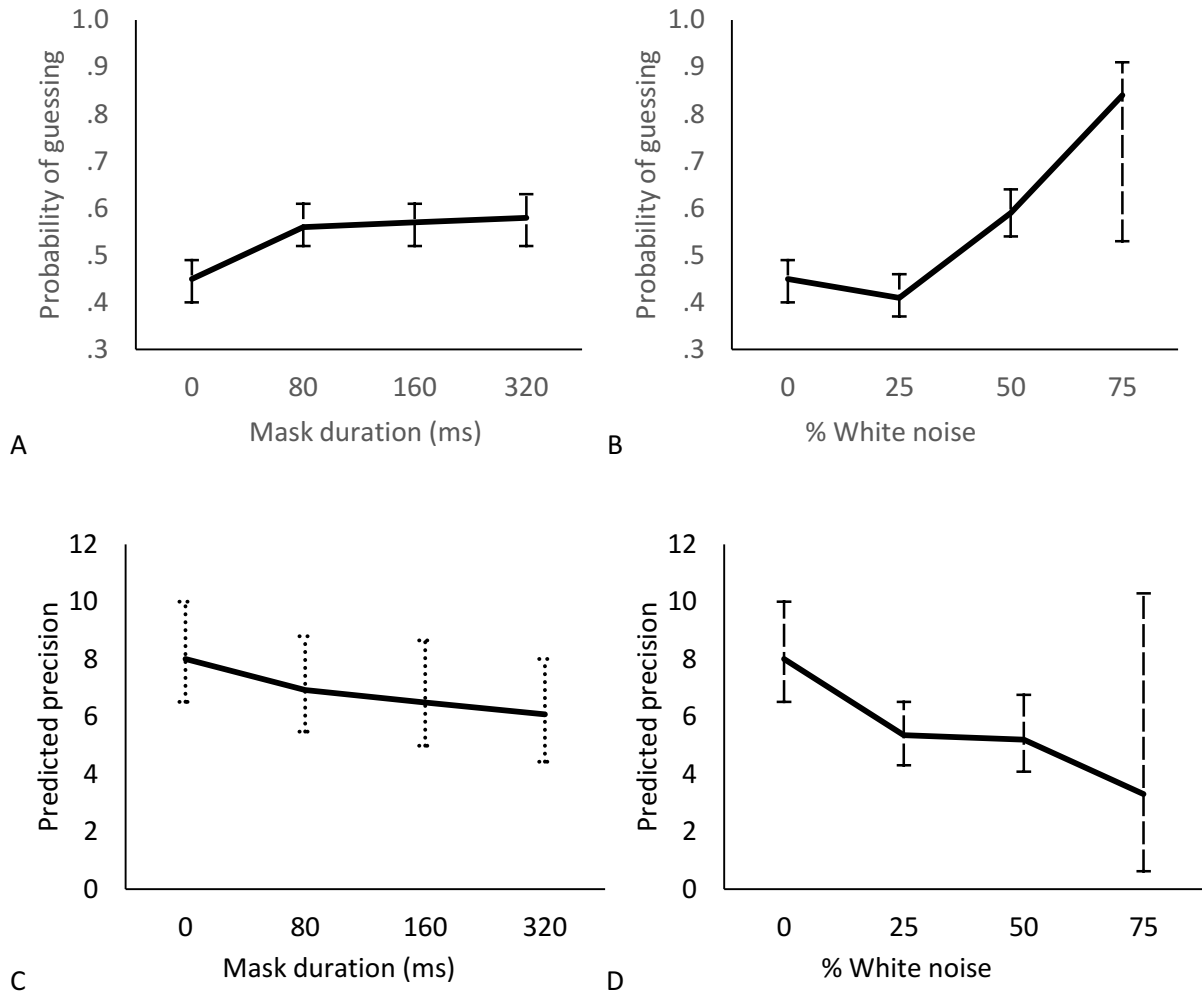 Probability of guessing
1.0
.9
.8
.7
.6
.5
.4
.3
0 80 160 320
Mask duration (ms)
A
Probability of guessing
1.0
.9
.8
.7
.6
.5
.4
.3
0 25 50 75
% White noise
B
Predicted precision
12
10
8
6
4
2
0
0 80 160 320
Mask duration (ms)
C
Predicted precision
12
10
8
6
4
2
0
0 25 50 75
% White noise
D